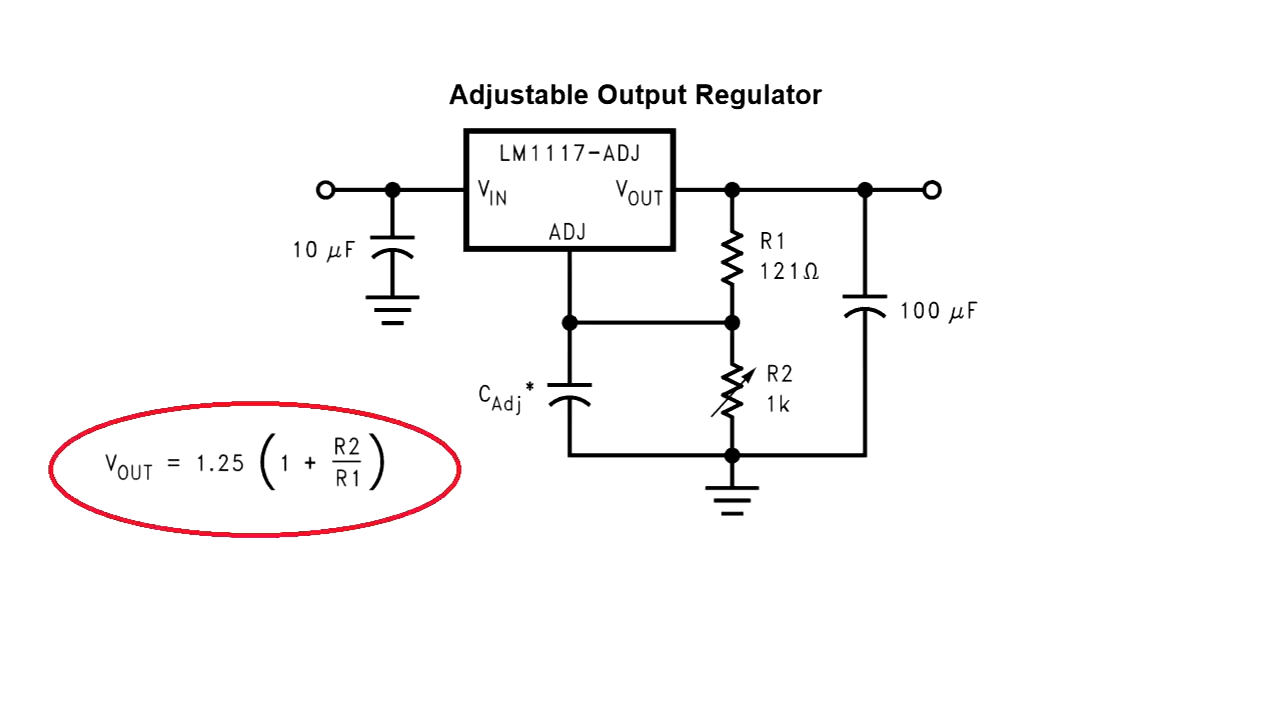 Adjustable Output Regulator
LM1117-ADJ
VIN
VOUT
ADJ
10 µF
R1
121Ω
100 µF
CAdj*
R2
1k
VOUT = 1.25 (1 + R2/R1)